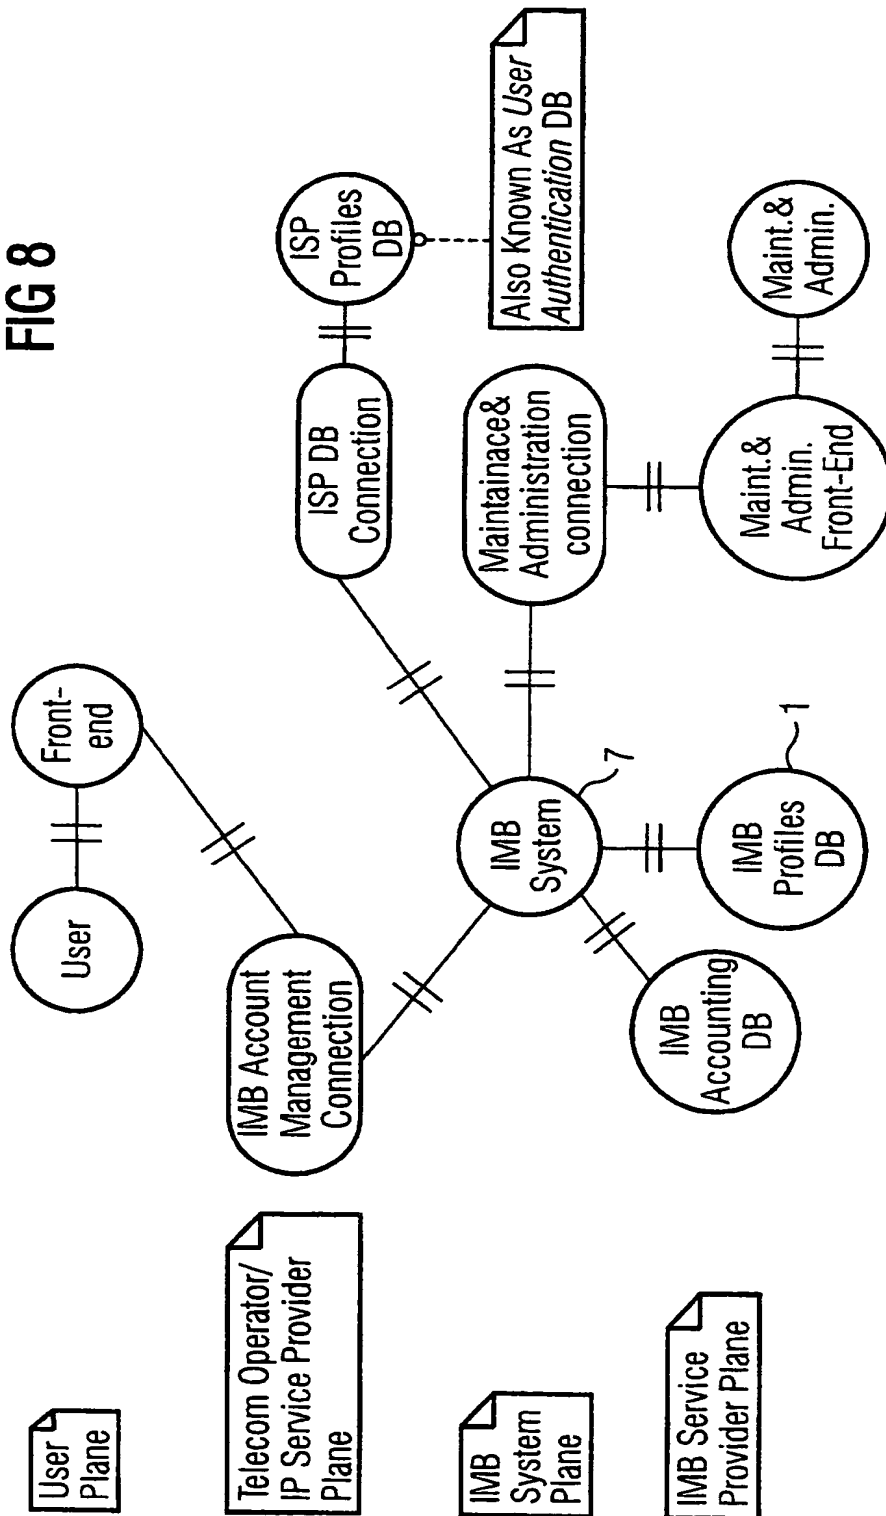 FIG 8
User
Plane
User
Front-
end
Telecom Operator/
IP Service Provider
Plane
IMB Account
Management
Connection
ISP DB
Connection
ISP
Profiles
DB
Also Known As User
Authentication DB
IMB
System
Plane
IMB
System
7
Maintainace&
Administration
connection
IMB Service
Provider Plane
IMB
Accounting
DB
IMB
Profiles
DB
1
Maint.&
Admin.
Front-End
Maint.&
Admin.